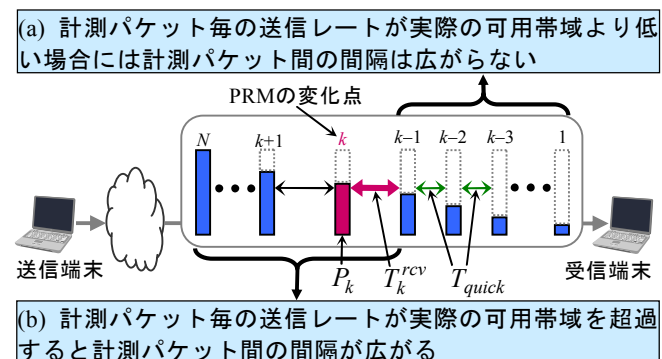 (a) 計測パケット毎の送信レートが実際の可用帯域より低
い場合には計測パケット間の間隔は広がらない
PRMの変化点
N k+1 k k−1 k−2 k−3 1
送信端末
受信端末
P_k T_k^{rcv} T_{quick}
(b) 計測パケット毎の送信レートが実際の可用帯域を超過
すると計測パケット間の間隔が広がる